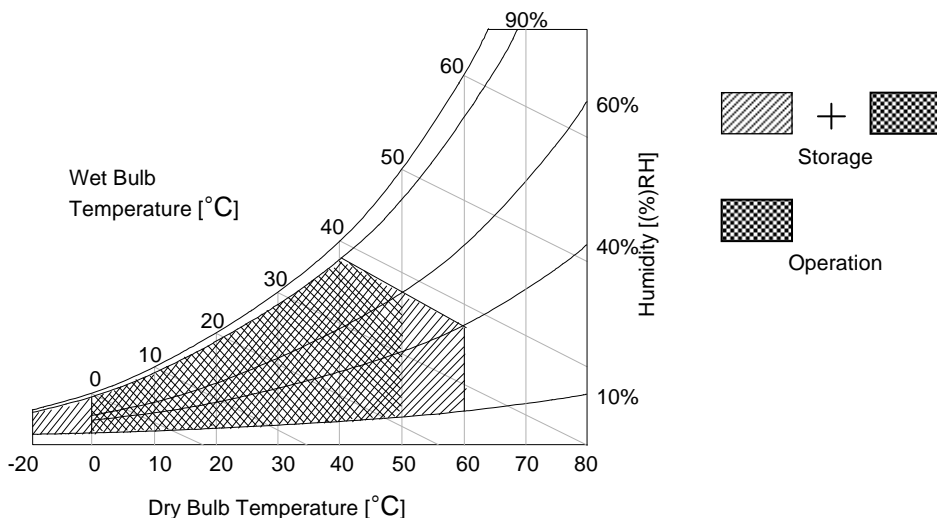 90%
60
60%
50
Wet Bulb
Temperature [°C]
Storage
40
40%
30
Humidity [(%)RH]
Operation
20
10
0
10%
-20 0 10 20 30 40 50 60 70 80
Dry Bulb Temperature [°C]